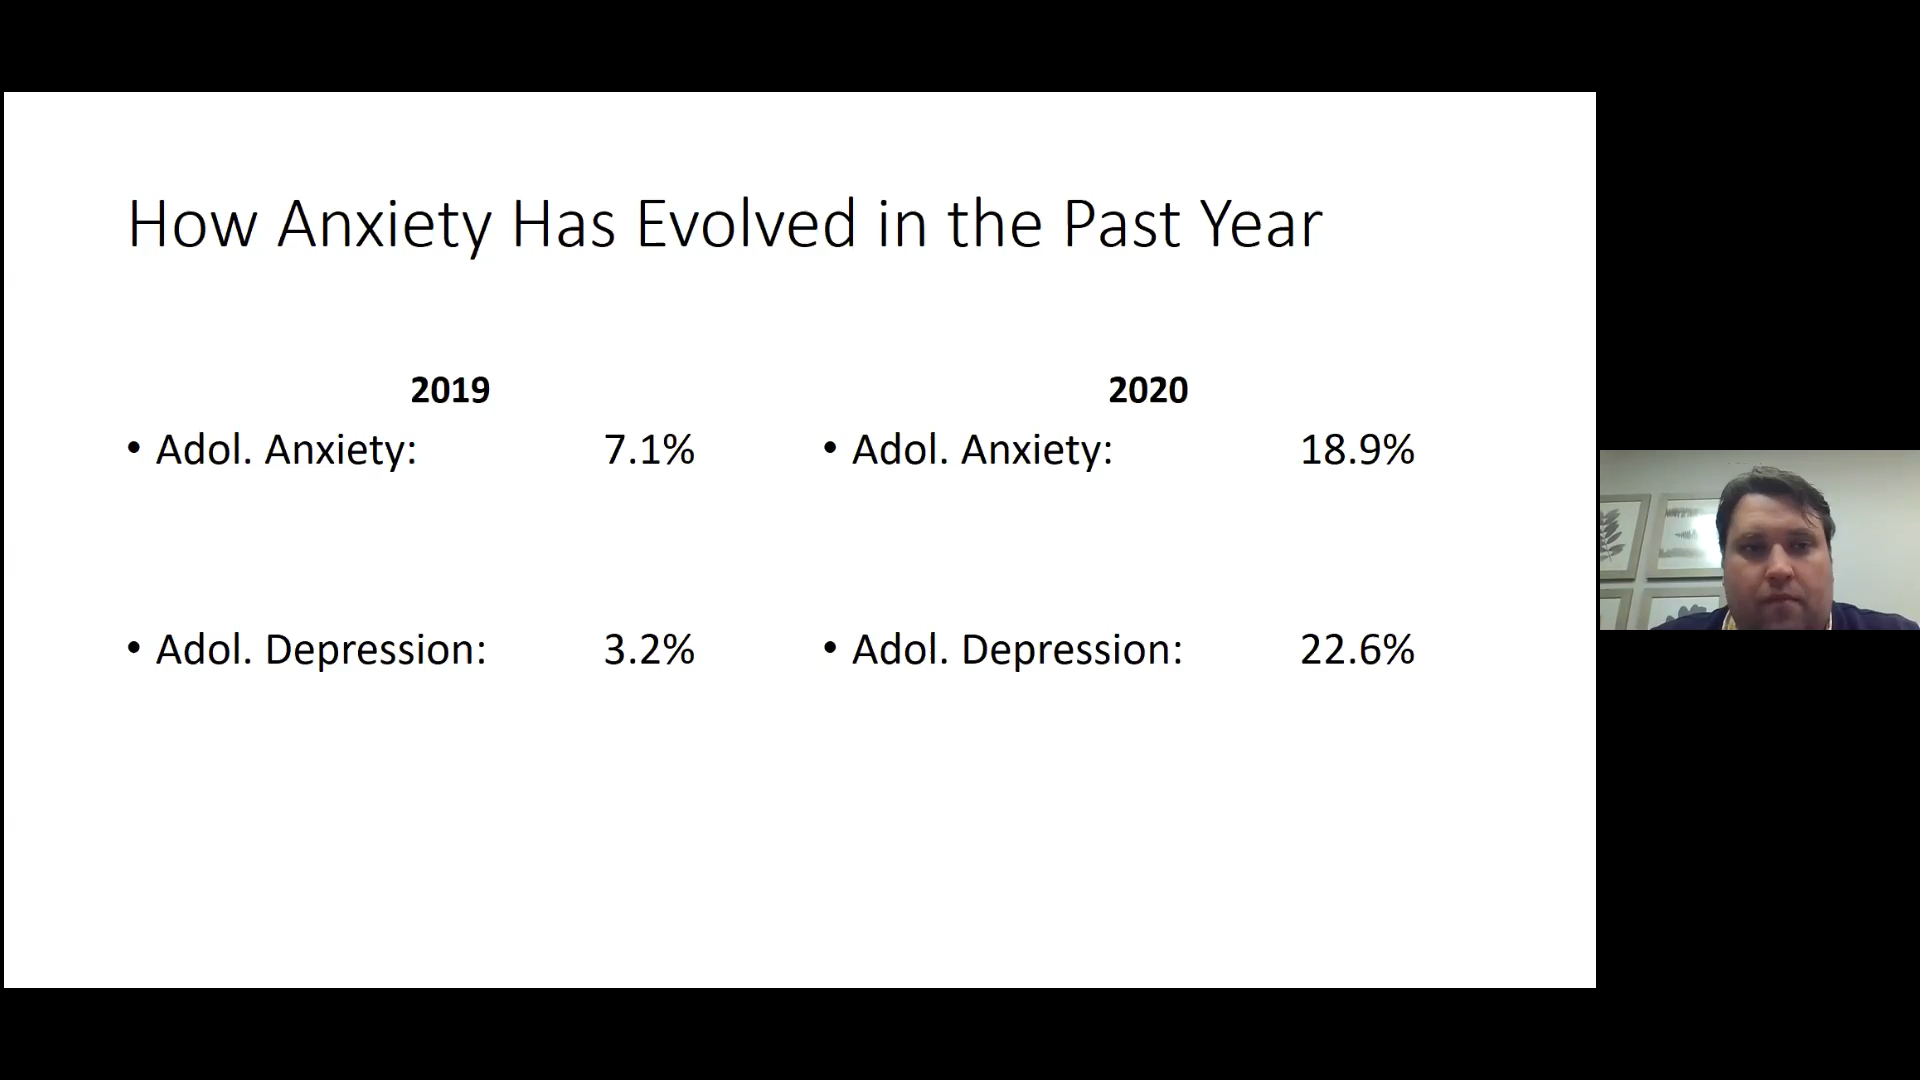 How Anxiety Has Evolved in the Past Year
2019
• Adol. Anxiety: 7.1%
• Adol. Depression: 3.2%
2020
• Adol. Anxiety: 18.9%
• Adol. Depression: 22.6%